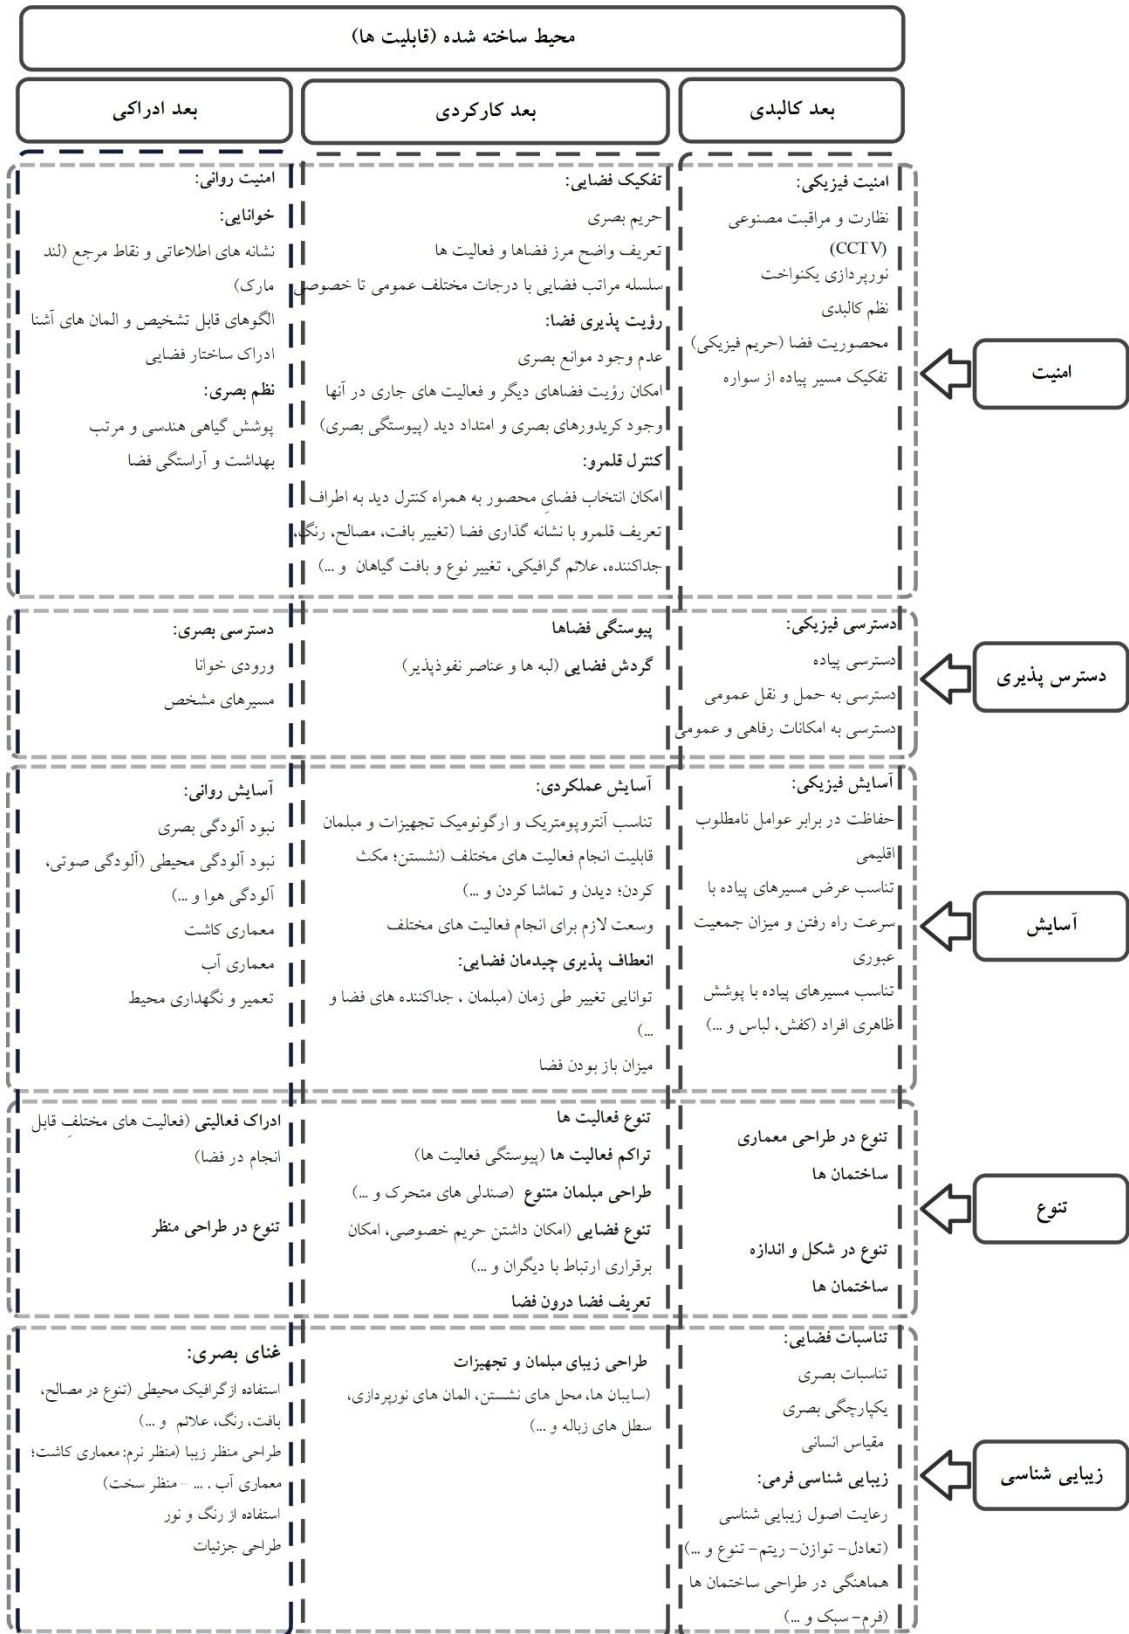 محیط ساخته شده (قابلیت ها)
بعد کالبدی
بعد کارکردی
بعد ادراکی
امنیت
امنیت فیزیکی:
نظارت و مراقبت مصنوعی
(CCTV)
نورپردازی یکنواخت
نظم کالبدی
محصوریت فضا (حریم فیزیکی)
تفکیک مسیر پیاده از سواره
تفکیک فضایی:
حریم بصری
تعریف واضح مرز فضاها و فعالیت ها
سلسله مراتب فضایی با درجات مختلف عمومی تا خصوصی
رؤیت پذیری فضا:
عدم وجود موانع بصری
امکان رؤیت فضاهای دیگر و فعالیت های جاری در آنها
وجود کریدورهای بصری و امتداد دید (پیوستگی بصری)
کنترل قلمرو:
امکان انتخاب فضایِ محصور به همراه کنترل دید به اطراف
تعریف قلمرو با نشانه گذاری فضا (تغییر بافت، مصالح، رنگ،
جداکننده، علائم گرافیکی، تغییر نوع و بافت گیاهان و ...)
امنیت روانی:
خوانایی:
نشانه های اطلاعاتی و نقاط مرجع (لند
مارک)
الگوهای قابل تشخیص و المان های آشنا
ادراک ساختار فضایی
نظم بصری:
پوشش گیاهی هندسی و مرتب
بهداشت و آراستگی فضا
دسترس پذیری
دسترسی فیزیکی:
دسترسی پیاده
دسترسی به حمل و نقل عمومی
دسترسی به امکانات رفاهی و عمومی
پیوستگی فضاها
گردش فضایی (لبه ها و عناصر نفوذپذیر)
دسترسی بصری:
ورودی خوانا
مسیرهای مشخص
آسایش
آسایش فیزیکی:
حفاظت در برابر عوامل نامطلوب
اقلیمی
تناسب عرض مسیرهای پیاده با
سرعت راه رفتن و میزان جمعیت
عبوری
تناسب مسیرهای پیاده با پوشش
ظاهری افراد (کفش، لباس و ...)
آسایش عملکردی:
تناسب آنتروپومتریک و ارگونومیک تجهیزات و مبلمان
قابلیت انجام فعالیت های مختلف (نشستن؛ مکث
کردن؛ دیدن و تماشا کردن و ...)
وسعت لازم برای انجام فعالیت های مختلف
انعطاف پذیری چیدمان فضایی:
توانایی تغییر طی زمان (مبلمان ، جداکننده های فضا و
...)
میزان باز بودن فضا
آسایش روانی:
نبود آلودگی بصری
نبود آلودگی محیطی (آلودگی صوتی،
آلودگی هوا و ...)
معماری کاشت
معماری آب
تعمیر و نگهداری محیط
تنوع
تنوع در طراحی معماری
ساختمان ها
تنوع در شکل و اندازه
ساختمان ها
تنوع فعالیت ها
تراکم فعالیت ها (پیوستگی فعالیت ها)
طراحی مبلمان متنوع (صندلی های متحرک و ...)
تنوع فضایی (امکان داشتن حریم خصوصی، امکان
برقراری ارتباط با دیگران و ...)
تعریف فضا درون فضا
ادراک فعالیتی (فعالیت های مختلفِ قابل
انجام در فضا)
تنوع در طراحی منظر
زیبایی شناسی
تناسبات فضایی:
تناسبات بصری
یکپارچگی بصری
مقیاس انسانی
زیبایی شناسی فرمی:
رعایت اصول زیبایی شناسی
(تعادل- توازن- ریتم- تنوع و ...)
هماهنگی در طراحی ساختمان ها
(فرم- سبک و ...)
طراحی زیبای مبلمان و تجهیزات
(سایبان ها، محل های نشستن، المان های نورپردازی،
سطل های زباله و ...)
غنای بصری:
استفاده از گرافیک محیطی (تنوع در مصالح،
بافت، رنگ، علائم و ...)
طراحی منظر زیبا (منظر نرم: معماری کاشت؛
معماری آب . ... - منظر سخت)
استفاده از رنگ و نور
طراحی جزئیات